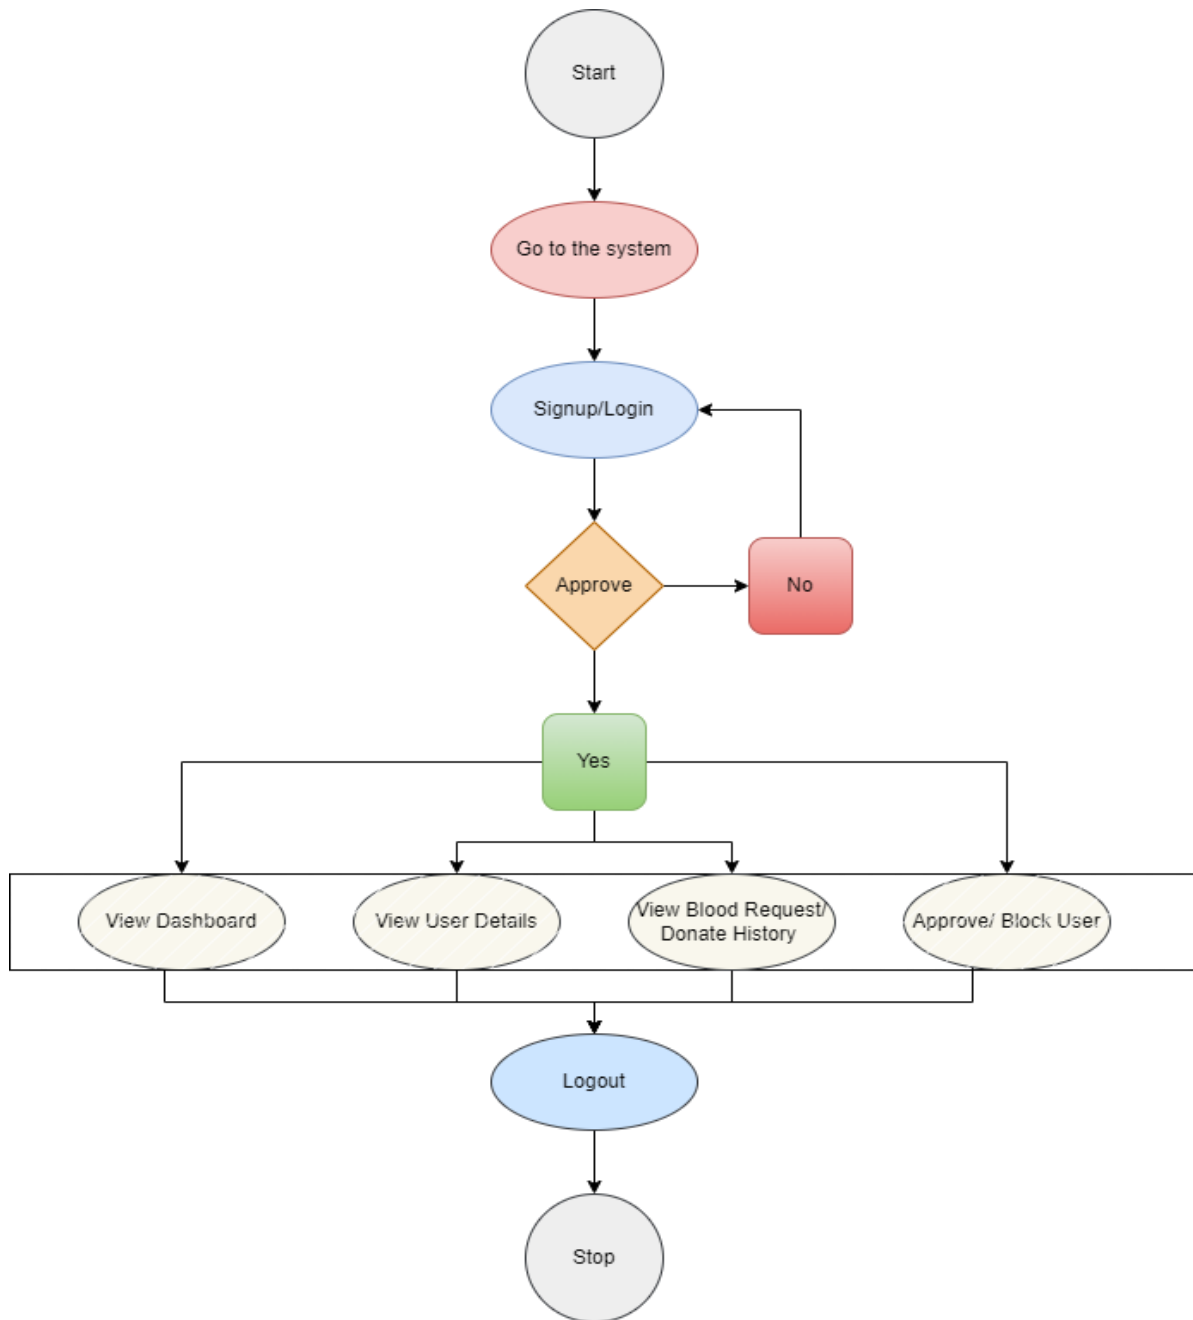 Start
Go to the system
Signup/Login
Approve
No
Yes
View Dashboard
View User Details
View Blood Request/
Donate History
Approve/ Block User
Logout
Stop